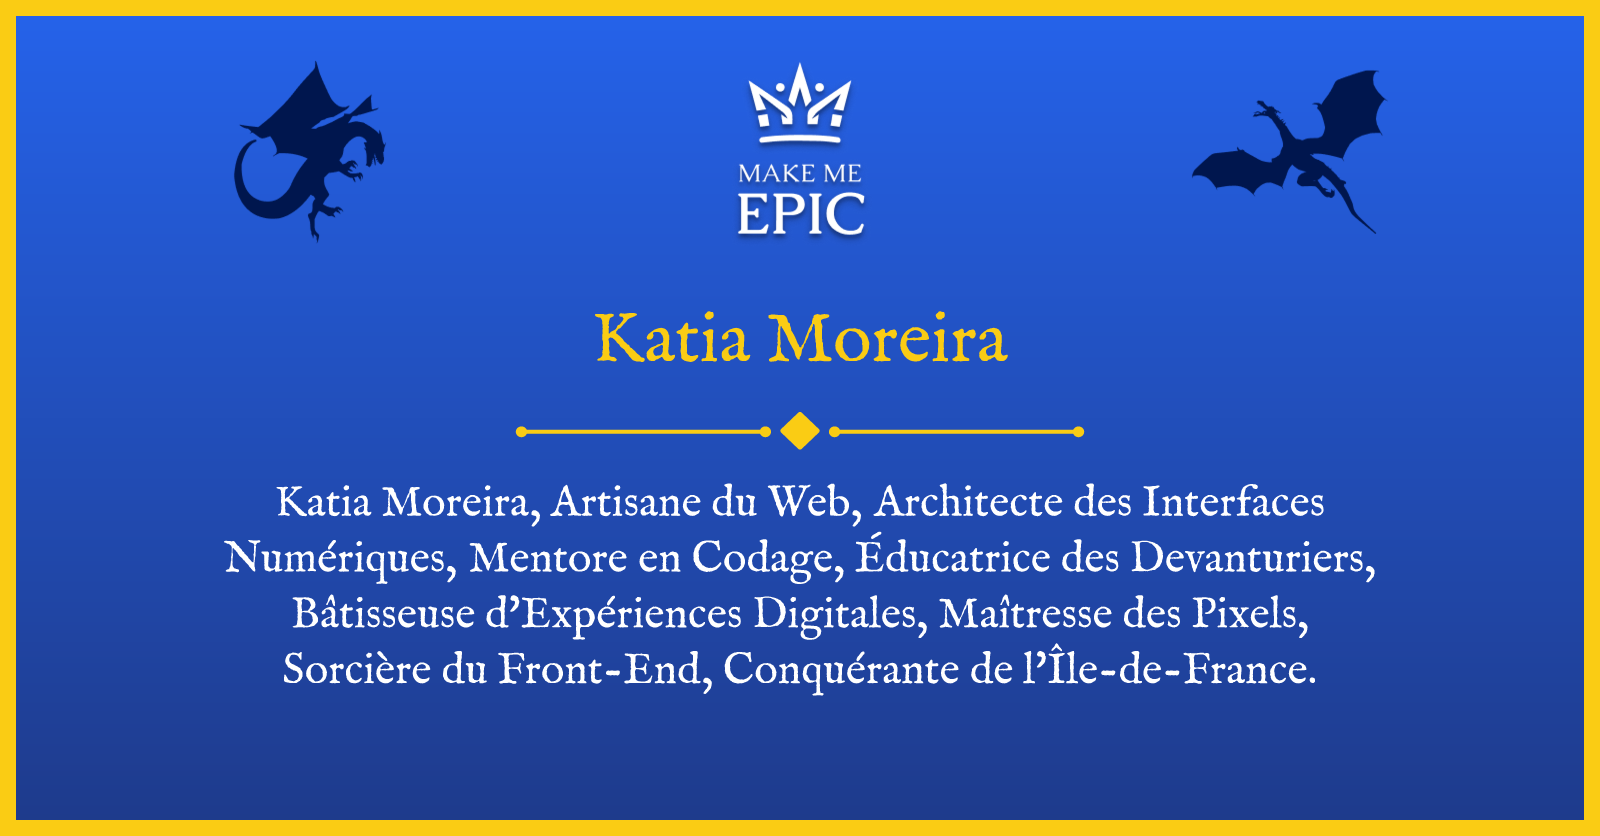 MAKE ME
EPIC
Katia Moreira
Katia Moreira, Artisane du Web, Architecte des Interfaces
Numériques, Mentore en Codage, Éducatrice des Devanturiers,
Bâtisseuse d’Expériences Digitales, Maîtresse des Pixels,
Sorcière du Front-End, Conquérante de l’Île-de-France.